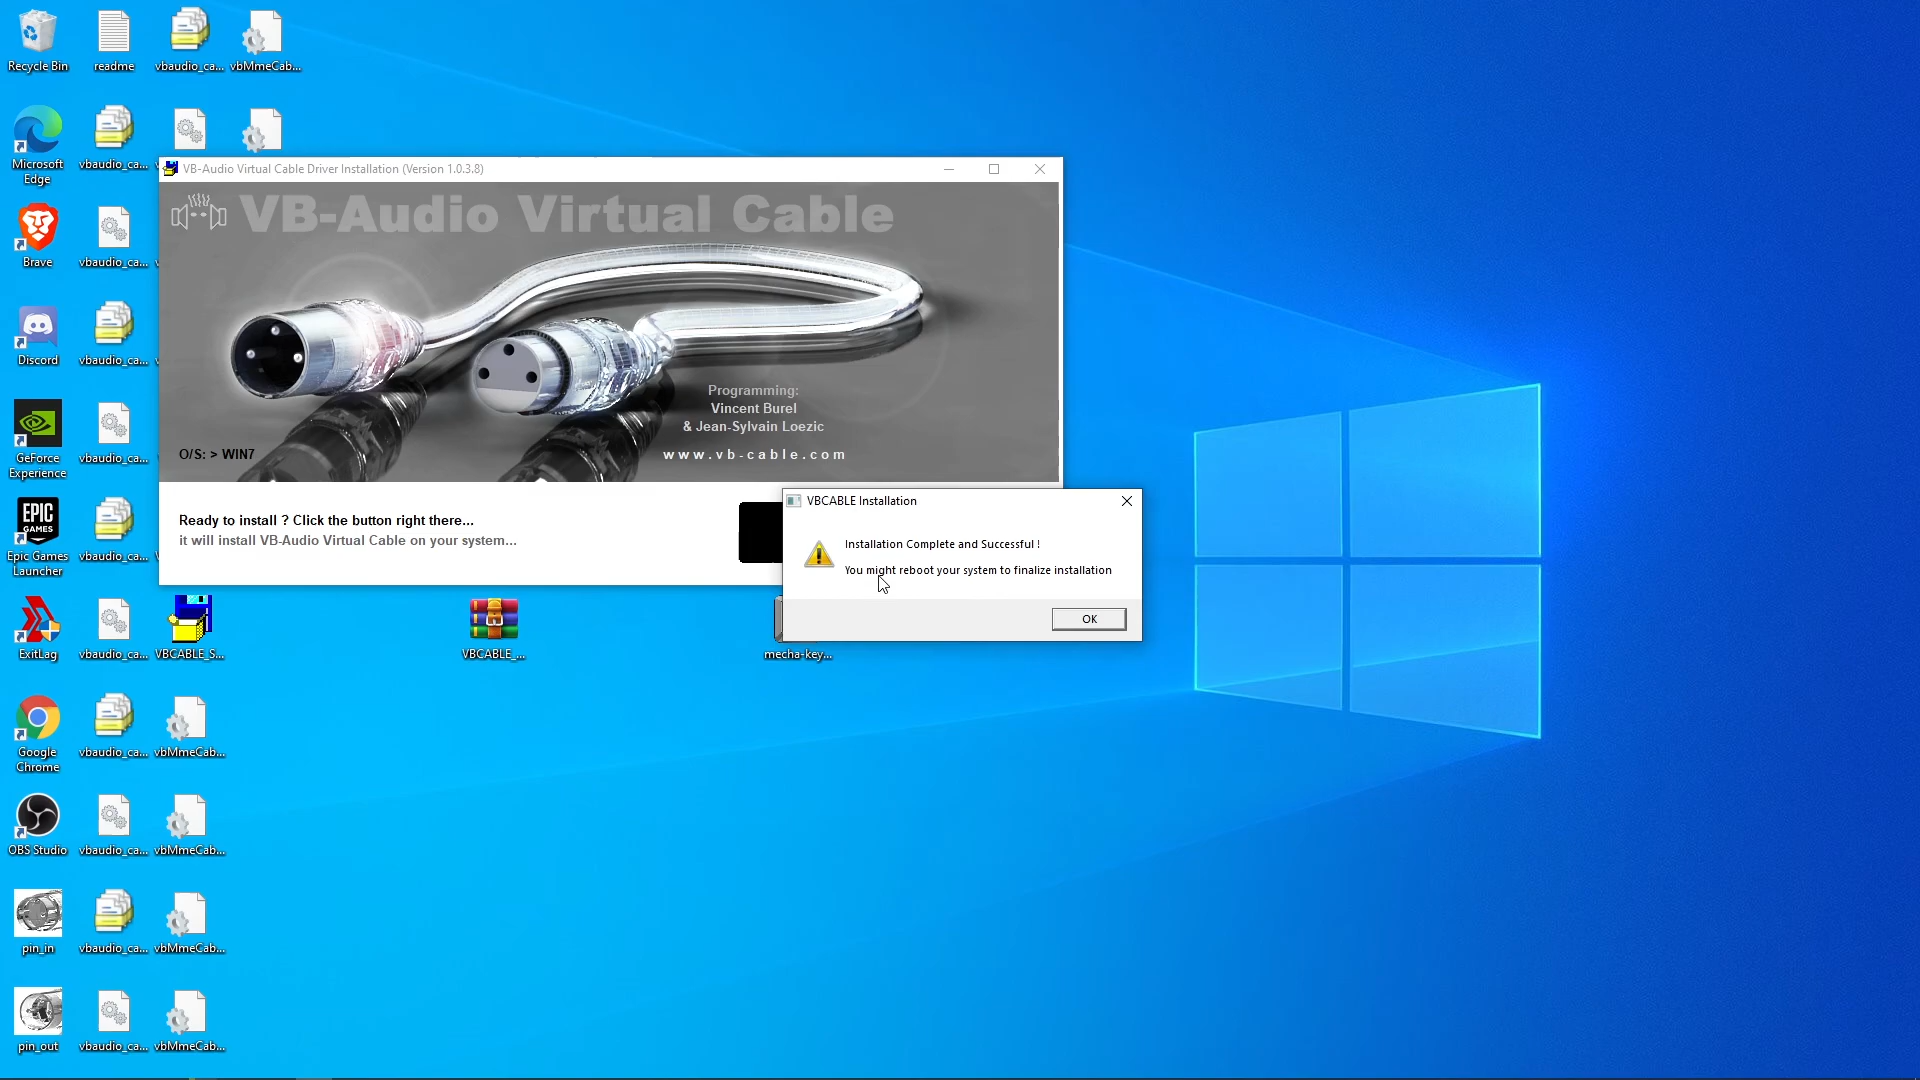 Recycle Bin
readme
vbaudio_ca...
vbMmeCab...
Microsoft
Edge
vbaudio_ca...
Brave
vbaudio_ca...
Discord
vbaudio_ca...
GeForce
Experience
vbaudio_ca...
Epic Games
Launcher
vbaudio_ca...
ExitLag
vbaudio_ca...
VBCABLE_S...
VBCABLE_...
mecha-key...
Google
Chrome
vbaudio_ca...
vbMmeCab...
OBS Studio
vbaudio_ca...
vbMmeCab...
pin_in
vbaudio_ca...
vbMmeCab...
pin_out
vbaudio_ca...
vbMmeCab...
VB-Audio Virtual Cable Driver Installation (Version 1.0.3.8)
VB-Audio Virtual Cable
Programming:
Vincent Burel
& Jean-Sylvain Loezic
O/S: > WIN7
www.vb-cable.com
Ready to install ? Click the button right there...
it will install VB-Audio Virtual Cable on your system...
VBCABLE Installation
Installation Complete and Successful !
You might reboot your system to finalize installation
OK
EPIC
GAMES